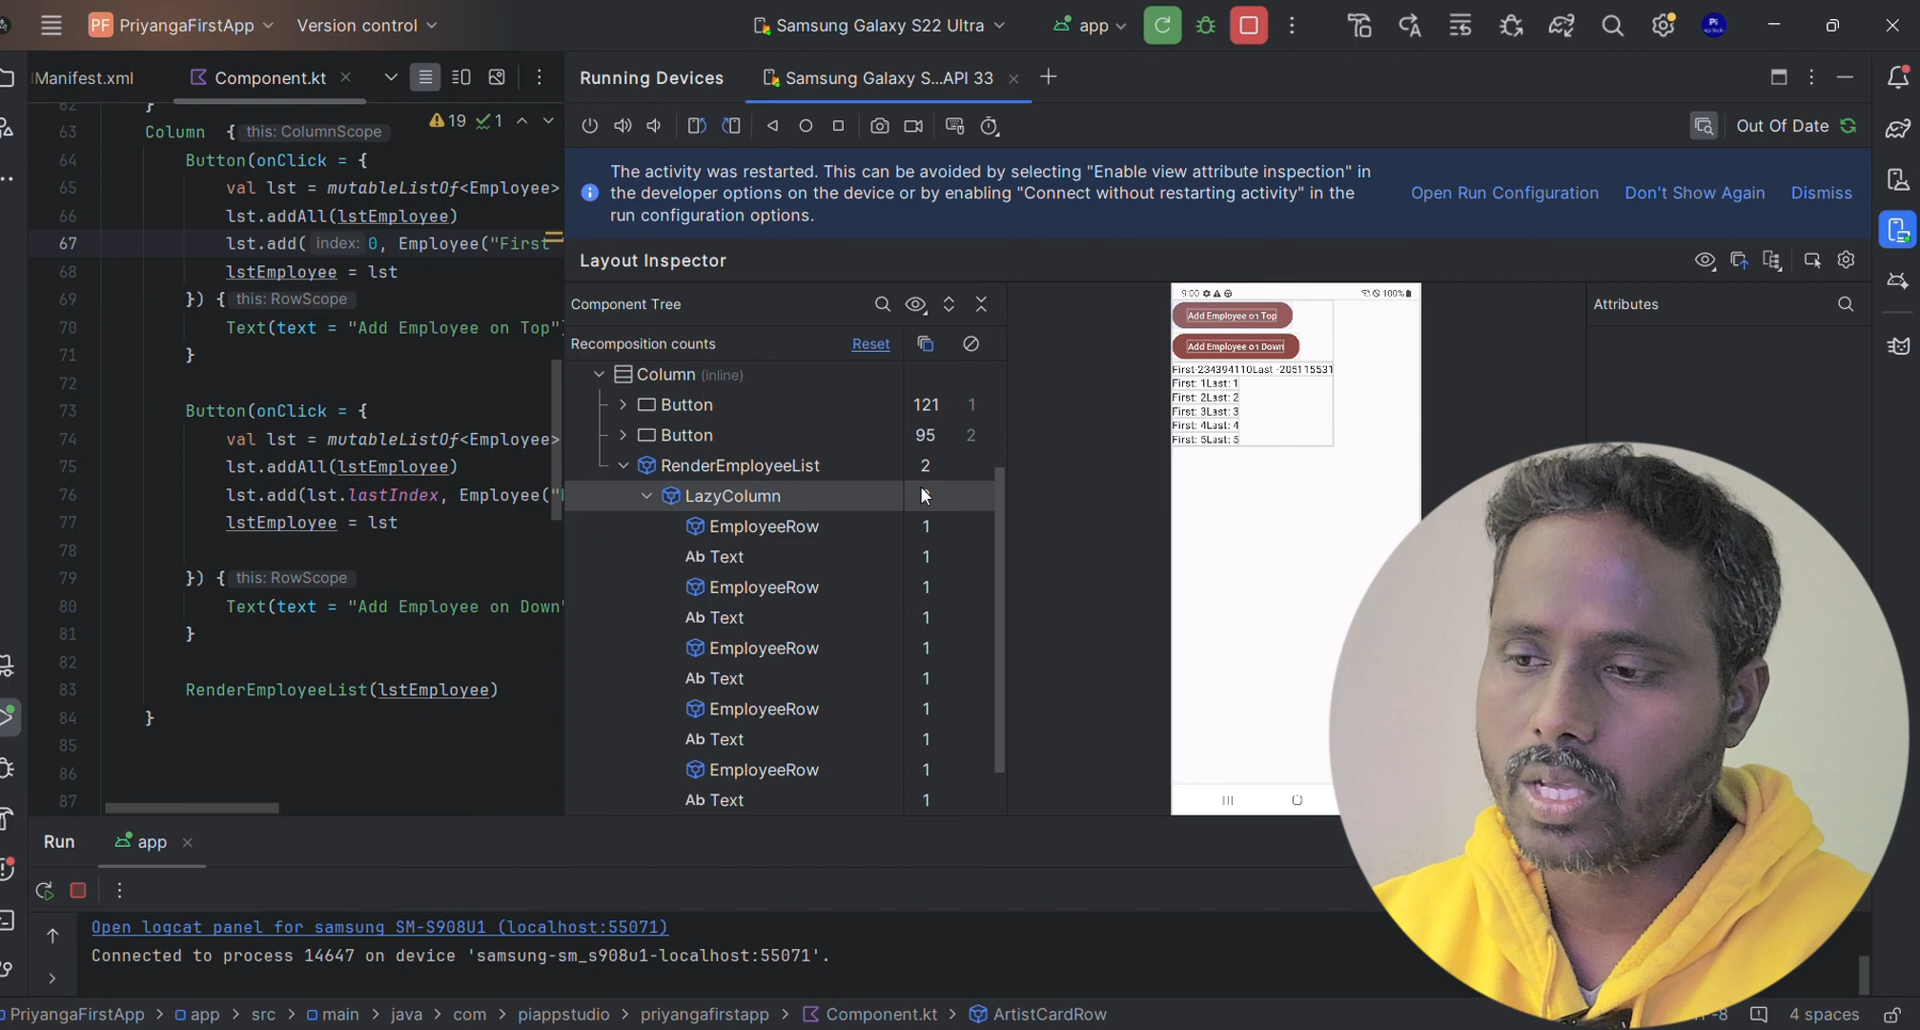 PF PriyangaFirstApp Version control Samsung Galaxy S22 Ultra app
Manifest.xml Component.kt
Running Devices Samsung Galaxy S...API 33
Out Of Date
The activity was restarted. This can be avoided by selecting "Enable view attribute inspection" in
the developer options on the device or by enabling "Connect without restarting activity" in the
run configuration options.
Open Run Configuration Don't Show Again Dismiss
Layout Inspector
Component Tree
Attributes
Recomposition counts Reset
Column (inline)
Button 121 1
Button 95 2
RenderEmployeeList 2
LazyColumn
EmployeeRow 1
Ab Text 1
EmployeeRow 1
Ab Text 1
EmployeeRow 1
Ab Text 1
EmployeeRow 1
Ab Text 1
EmployeeRow 1
Ab Text 1
19 1
62 }
63 Column { this: ColumnScope
64 Button(onClick = {
65 val lst = mutableListOf<Employee>
66 lst.addAll(lstEmployee)
67 lst.add( index: 0, Employee("First
68 lstEmployee = lst
69 }) { this: RowScope
70 Text(text = "Add Employee on Top"
71 }
72
73 Button(onClick = {
74 val lst = mutableListOf<Employee>
75 lst.addAll(lstEmployee)
76 lst.add(lst.lastIndex, Employee("
77 lstEmployee = lst
78
79 }) { this: RowScope
80 Text(text = "Add Employee on Down"
81 }
82
83 RenderEmployeeList(lstEmployee)
84 }
85
86
87
9:00 100%
Add Employee on Top
Add Employee on Down
First-234394110Last -205115531
First: 1Last: 1
First: 2Last: 2
First: 3Last: 3
First: 4Last: 4
First: 5Last: 5
Run app
Open logcat panel for samsung SM-S908U1 (localhost:55071)
Connected to process 14647 on device 'samsung-sm_s908u1-localhost:55071'.
PriyangaFirstApp > app > src > main > java > com > piappstudio > priyangafirstapp > Component.kt > ArtistCardRow
4 spaces